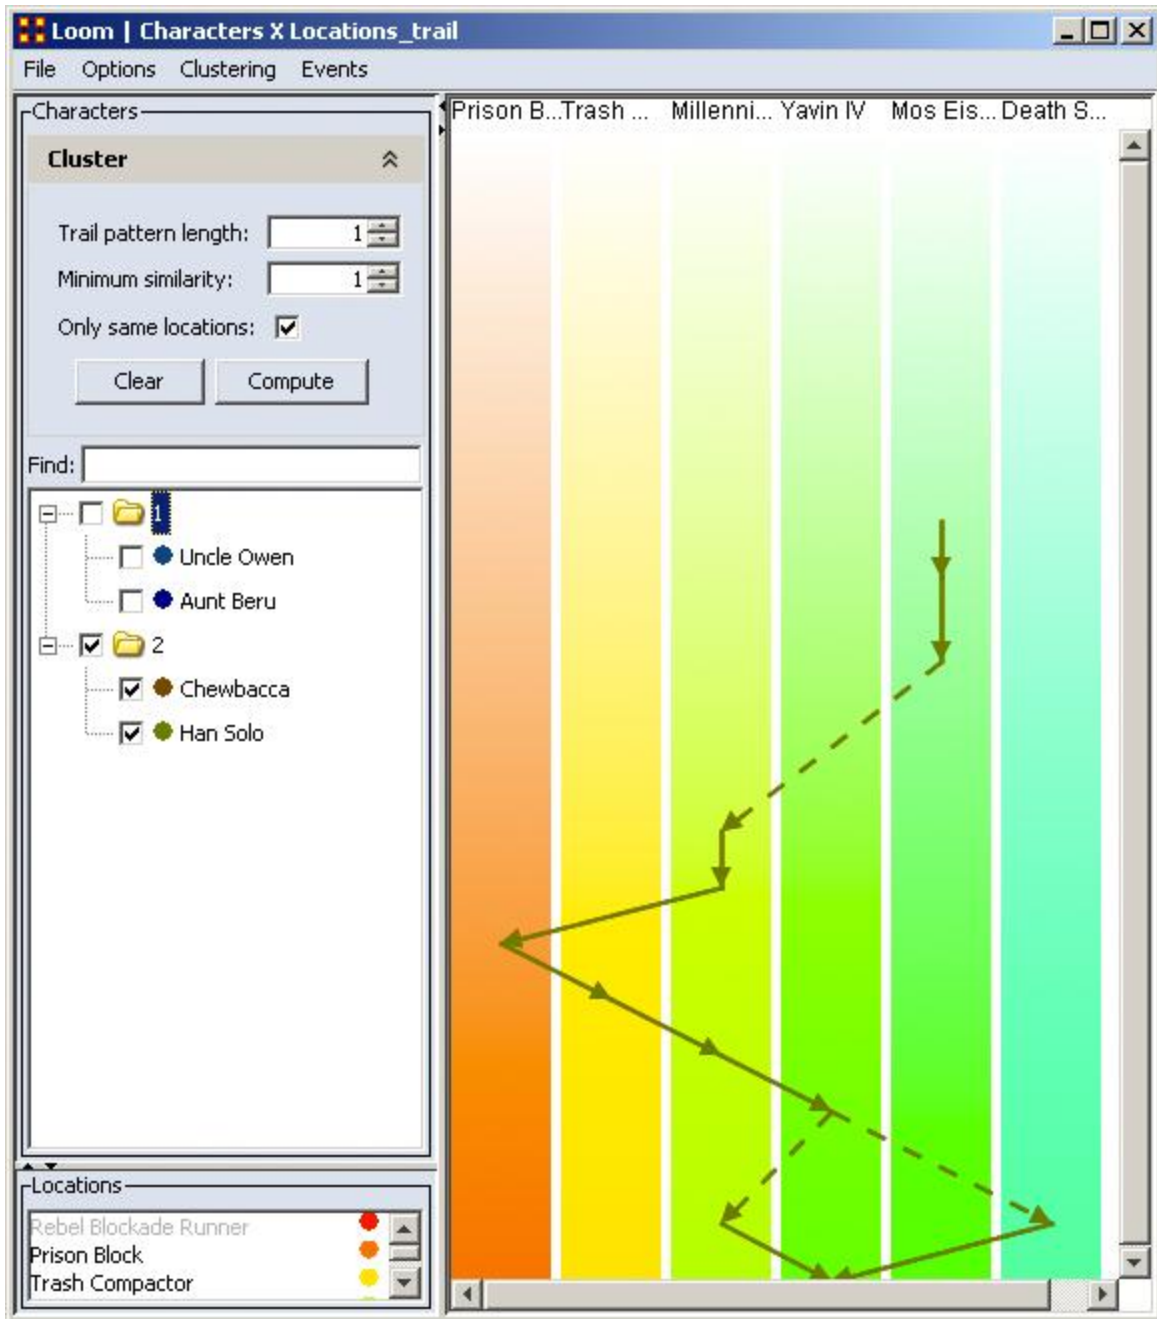 Loom | Characters X Locations_trail
File Options Clustering Events
Characters
Cluster
Trail pattern length: 1
Minimum similarity: 1
Only same locations:
Clear Compute
Find:
1
Uncle Owen
Aunt Beru
2
Chewbacca
Han Solo
Locations
Rebel Blockade Runner
Prison Block
Trash Compactor
Prison B... Trash ... Millenni... Yavin IV Mos Eis... Death S...